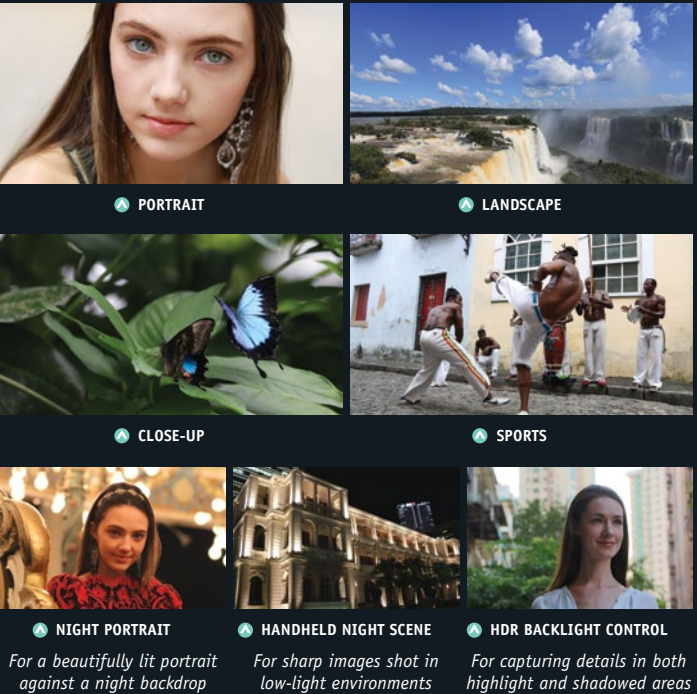 PORTRAIT
LANDSCAPE
CLOSE-UP
SPORTS
NIGHT PORTRAIT
For a beautifully lit portrait
against a night backdrop
HANDHELD NIGHT SCENE
For sharp images shot in
low-light environments
HDR BACKLIGHT CONTROL
For capturing details in both
highlight and shadowed areas